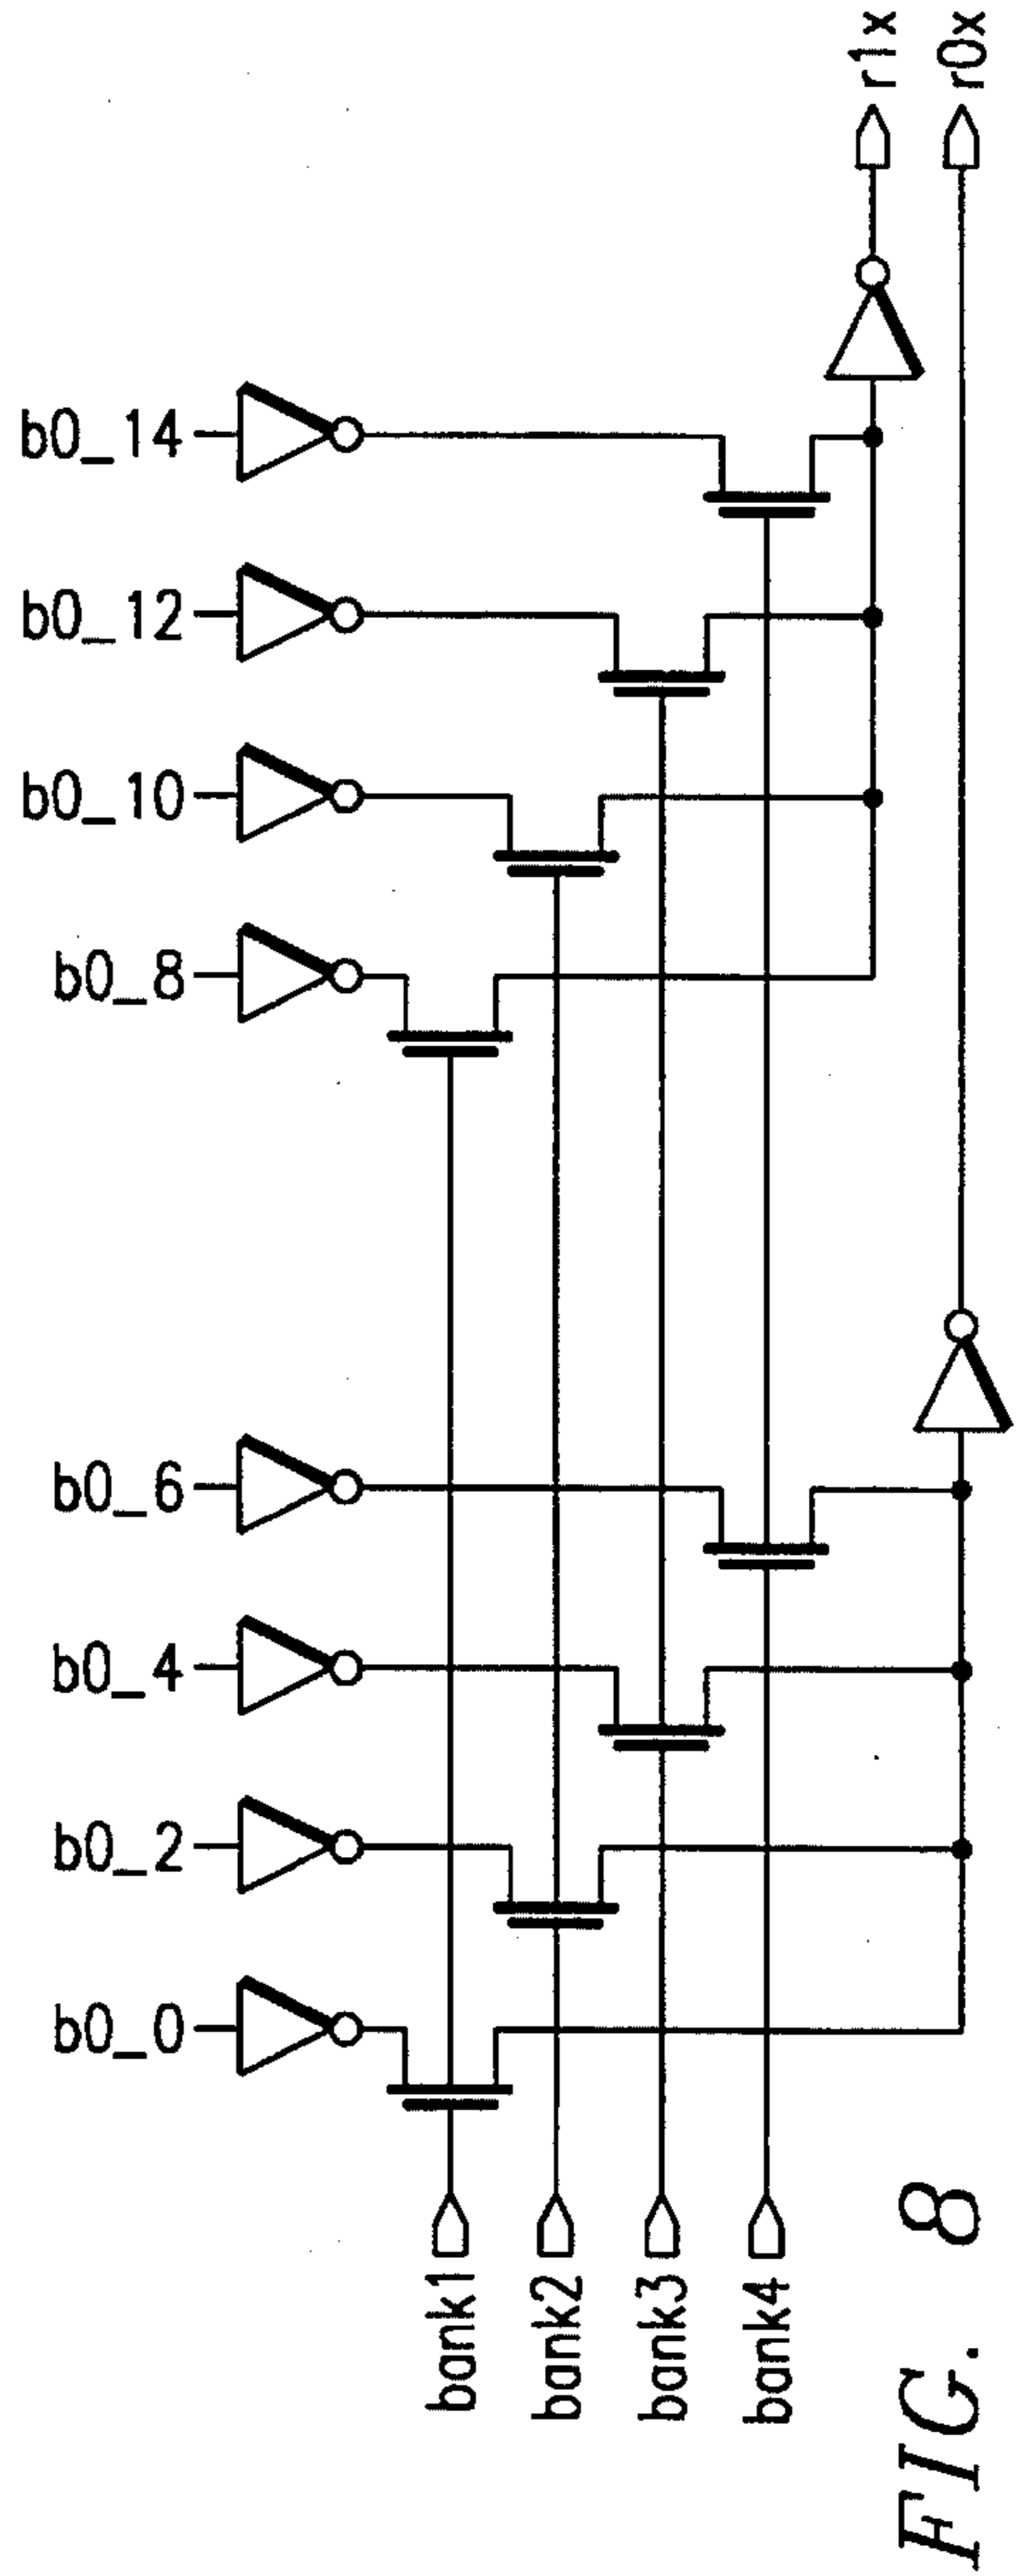 b0_14
b0_12
b0_10
b0_8
b0_6
b0_4
b0_2
b0_0
r1x
r0x
bank1
bank2
bank3
bank4
FIG. 8